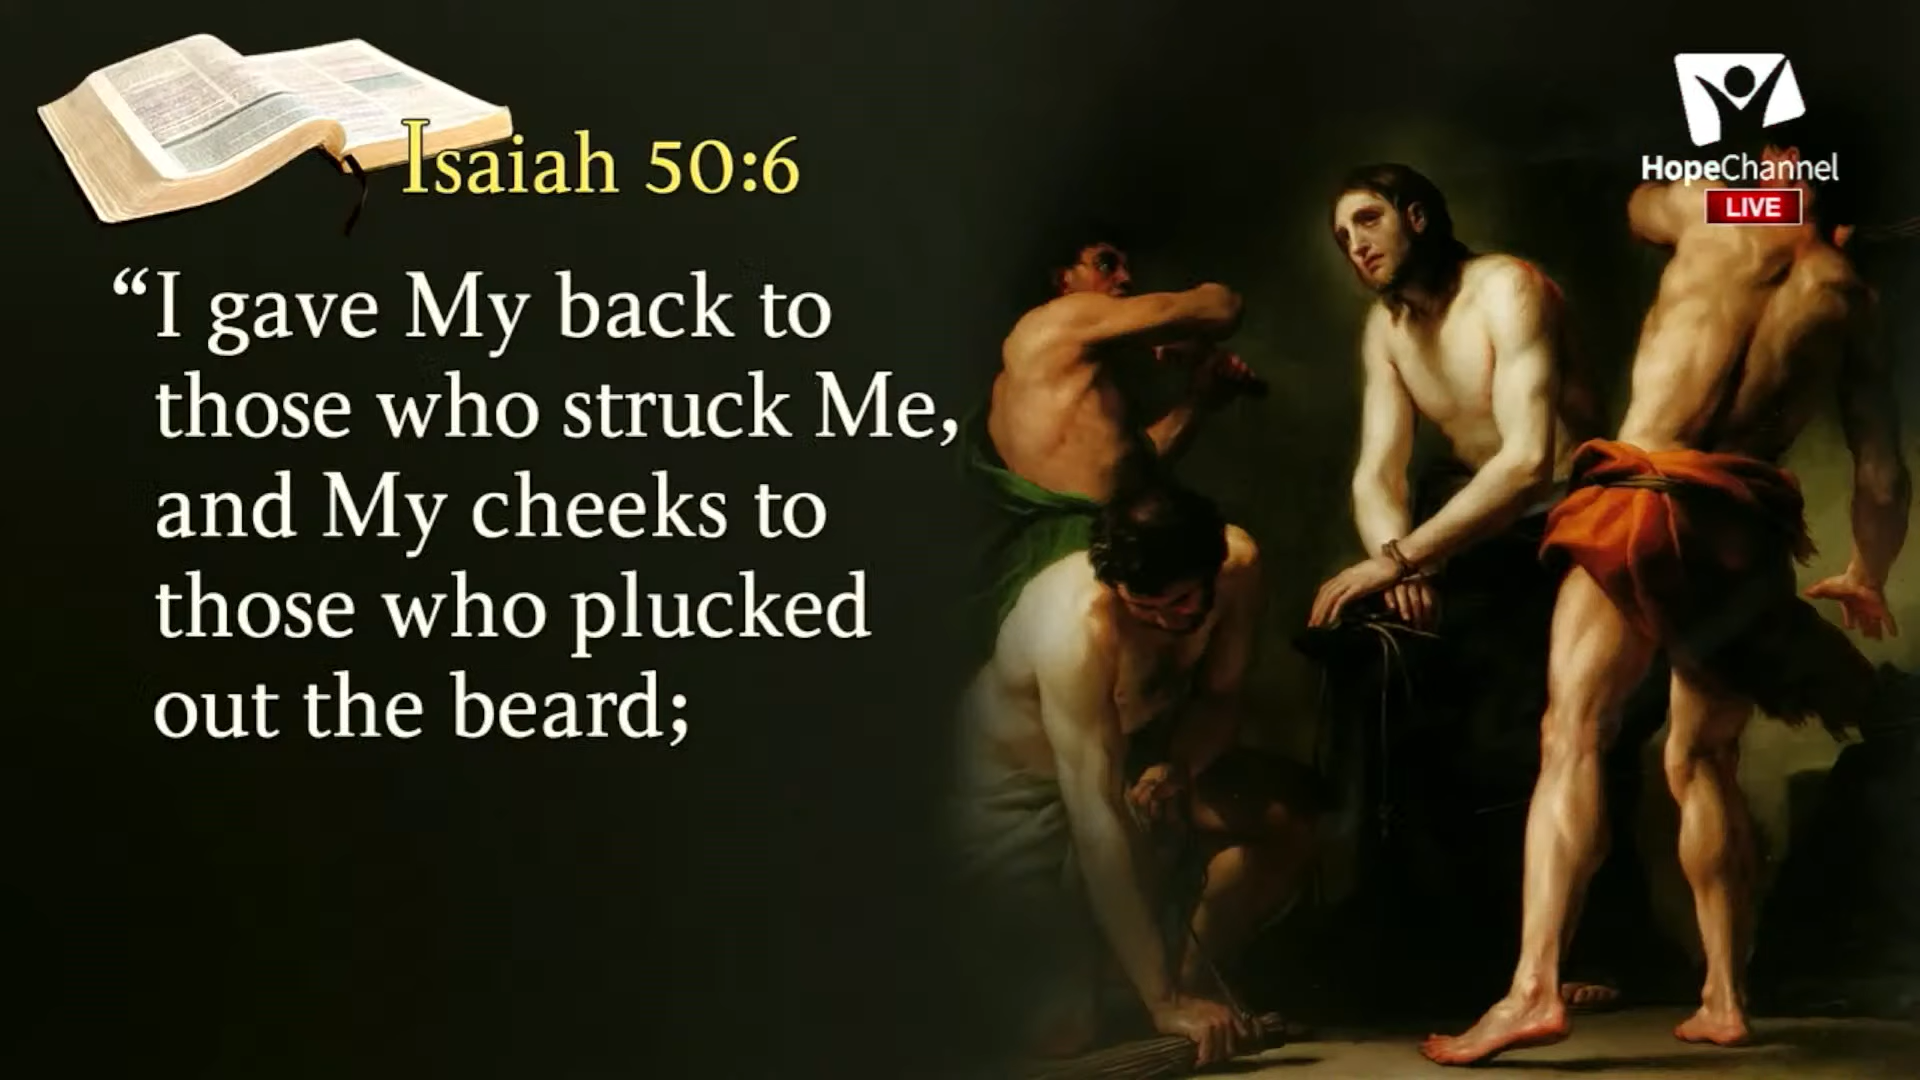 Isaiah 50:6
“I gave My back to
those who struck Me,
and My cheeks to
those who plucked
out the beard;
HopeChannel
LIVE